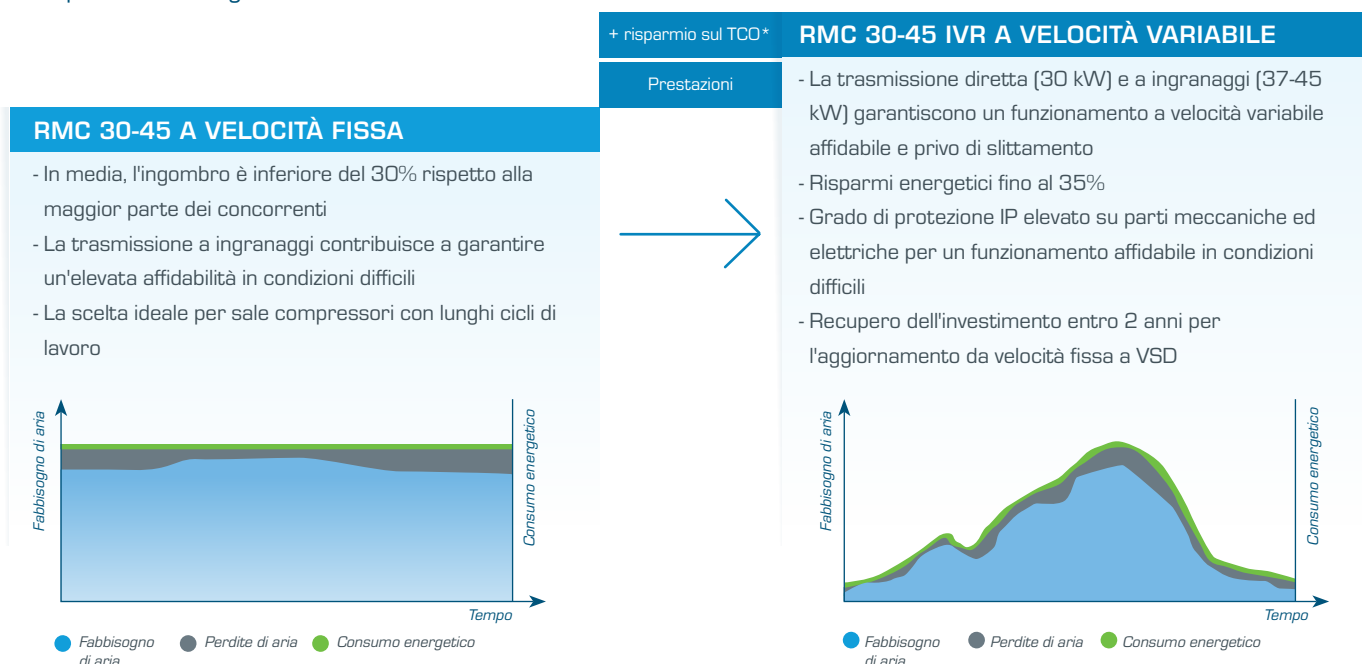 + risparmio sul TCO*
Prestazioni
RMC 30-45 A VELOCITÀ FISSA
- In media, l'ingombro è inferiore del 30% rispetto alla
maggior parte dei concorrenti
- La trasmissione a ingranaggi contribuisce a garantire
un'elevata affidabilità in condizioni difficili
- La scelta ideale per sale compressori con lunghi cicli di
lavoro
Fabbisogno di aria
Consumo energetico
Tempo
Fabbisogno
di aria
Perdite di aria
Consumo energetico
RMC 30-45 IVR A VELOCITÀ VARIABILE
- La trasmissione diretta (30 kW) e a ingranaggi (37-45
kW) garantiscono un funzionamento a velocità variabile
affidabile e privo di slittamento
- Risparmi energetici fino al 35%
- Grado di protezione IP elevato su parti meccaniche ed
elettriche per un funzionamento affidabile in condizioni
difficili
- Recupero dell'investimento entro 2 anni per
l'aggiornamento da velocità fissa a VSD
Fabbisogno di aria
Consumo energetico
Tempo
Fabbisogno
di aria
Perdite di aria
Consumo energetico